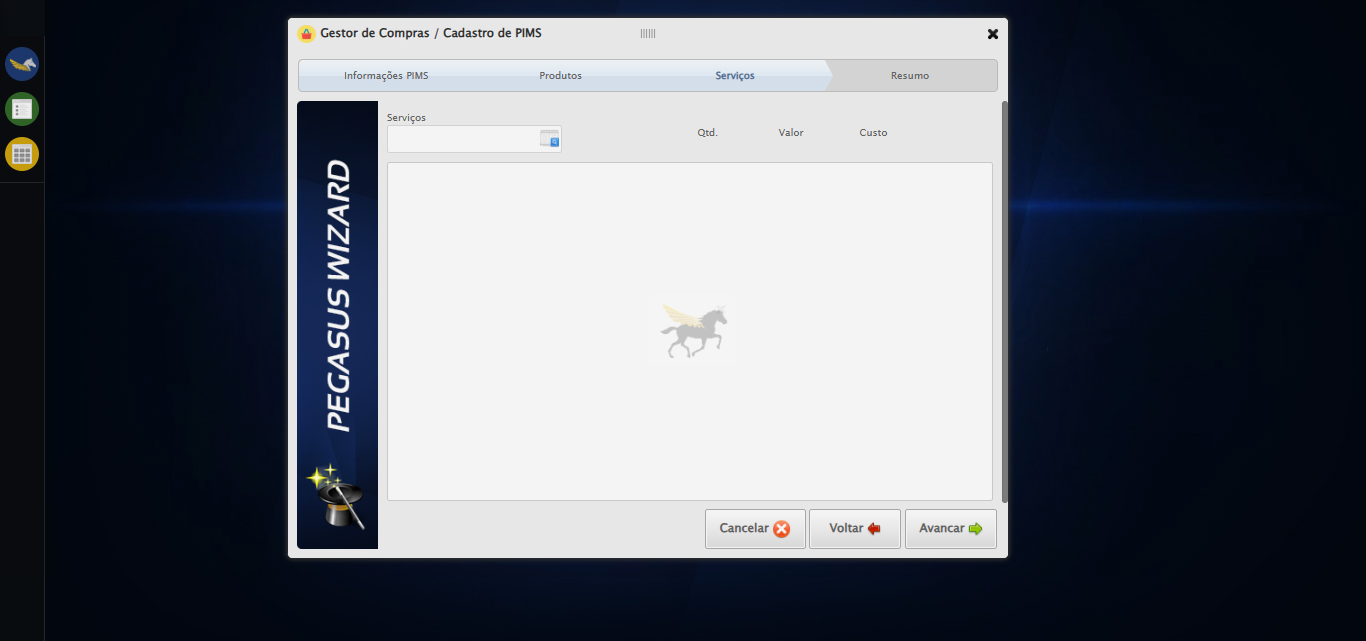 Gestor de Compras / Cadastro de PIMS
Informações PIMS Produtos Serviços Resumo
Serviços
Qtd. Valor Custo
PEGASUS WIZARD
Cancelar Voltar Avancar